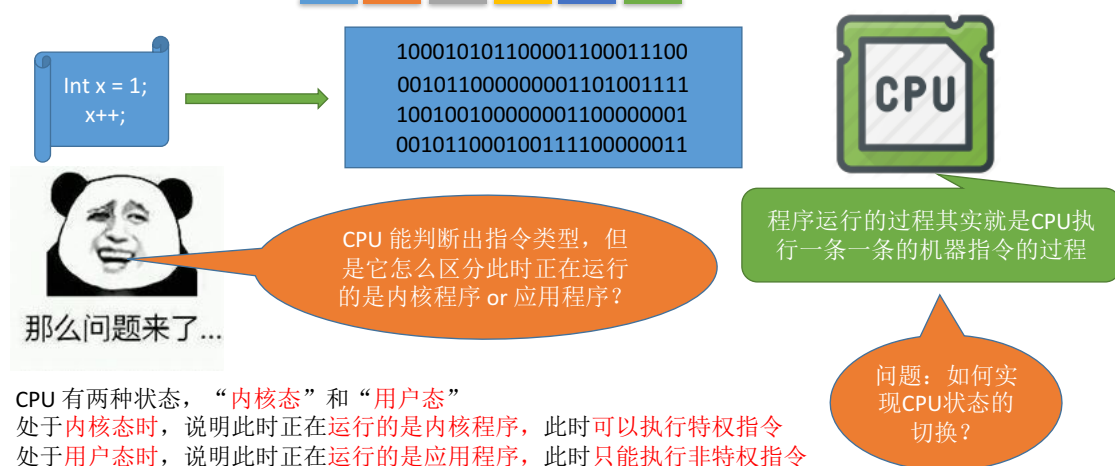 Int x = 1;
x++;
100010101100001100011100
001011000000001101001111
100100100000001100000001
001011000100111100000011
CPU
程序运行的过程其实就是CPU执
行一条一条的机器指令的过程
CPU 能判断出指令类型，但
是它怎么区分此时正在运行
的是内核程序 or 应用程序？
那么问题来了...
问题：如何实
现CPU状态的
切换？
CPU 有两种状态，“内核态”和“用户态”
处于内核态时，说明此时正在运行的是内核程序，此时可以执行特权指令
处于用户态时，说明此时正在运行的是应用程序，此时只能执行非特权指令